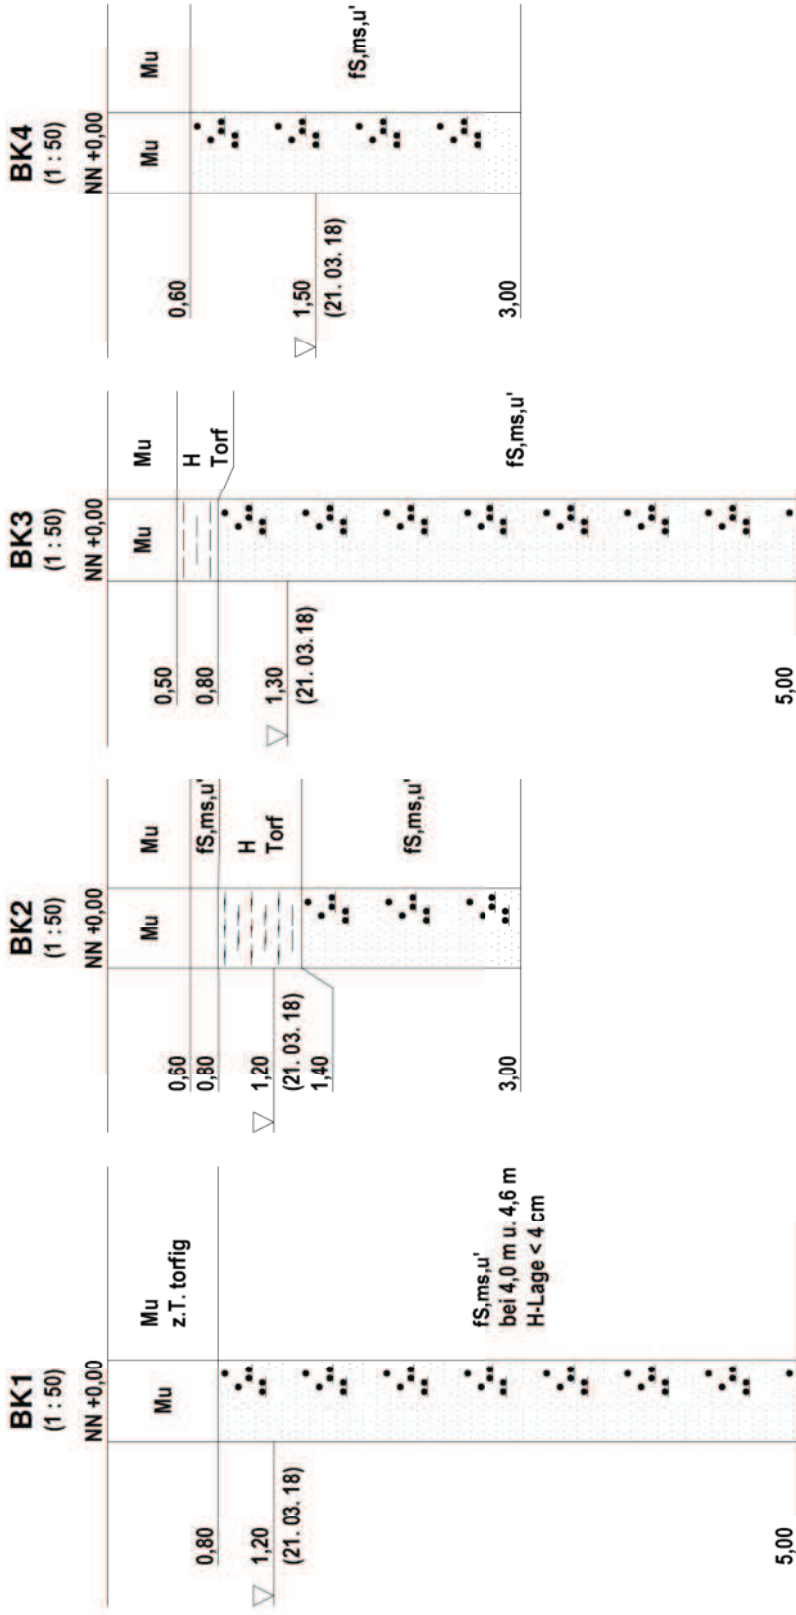 BK1
(1 : 50)
NN +0,00
Mu
Mu
z.T. torfig
0,80
1,20
(21. 03. 18)
fS,ms,u'
bei 4,0 m u. 4,6 m
H-Lage < 4 cm
5,00
BK2
(1 : 50)
NN +0,00
Mu
Mu
0,60
fS,ms,u'
0,80
H
Torf
1,20
(21. 03. 18)
1,40
fS,ms,u'
3,00
BK3
(1 : 50)
NN +0,00
Mu
Mu
0,50
H
Torf
0,80
1,30
(21. 03. 18)
fS,ms,u'
5,00
BK4
(1 : 50)
NN +0,00
Mu
Mu
0,60
1,50
(21. 03. 18)
fS,ms,u'
3,00